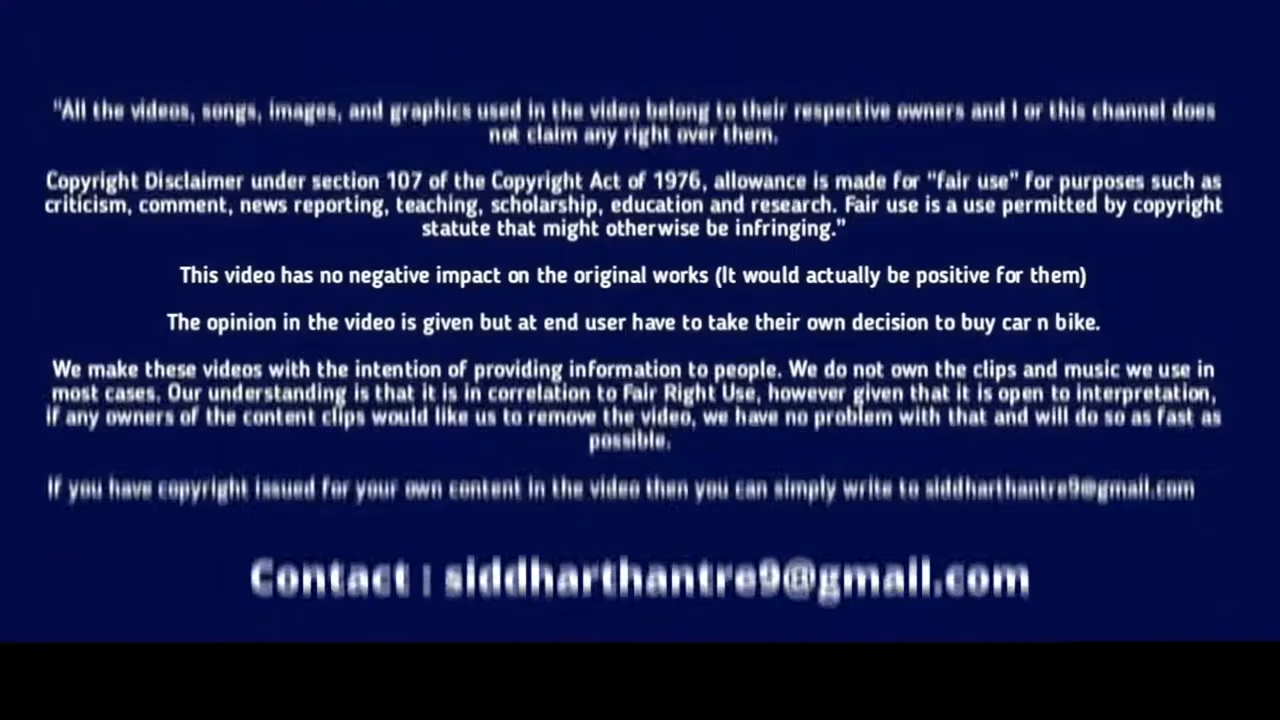 "All the videos, songs, images, and graphics used in the video belong to their respective owners and I or this channel does
not claim any right over them.
Copyright Disclaimer under section 107 of the Copyright Act of 1976, allowance is made for "fair use" for purposes such as
criticism, comment, news reporting, teaching, scholarship, education and research. Fair use is a use permitted by copyright
statute that might otherwise be infringing."
This video has no negative impact on the original works (It would actually be positive for them)
The opinion in the video is given but at end user have to take their own decision to buy car n bike.
We make these videos with the intention of providing information to people. We do not own the clips and music we use in
most cases. Our understanding is that it is in correlation to Fair Right Use, however given that it is open to interpretation,
if any owners of the content clips would like us to remove the video, we have no problem with that and will do so as fast as
possible.
If you have copyright issued for your own content in the video then you can simply write to siddharthantre9@gmail.com
Contact : siddharthantre9@gmail.com